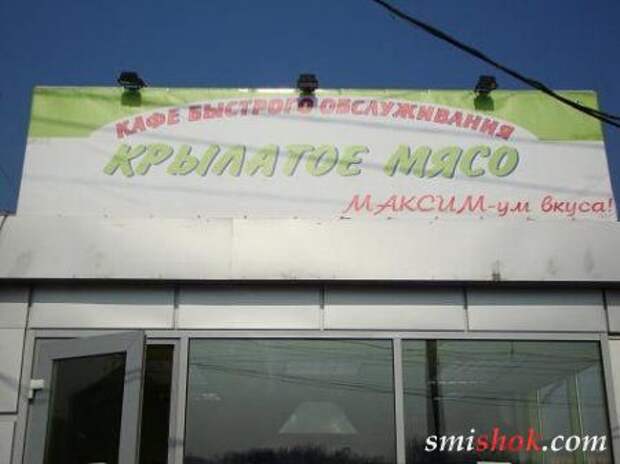 КАФЕ БЫСТРОГО ОБСЛУЖИВАНИЯ
КРЫЛАТОЕ МЯСО
МАКСИМ-ум вкуса!
smishok.com